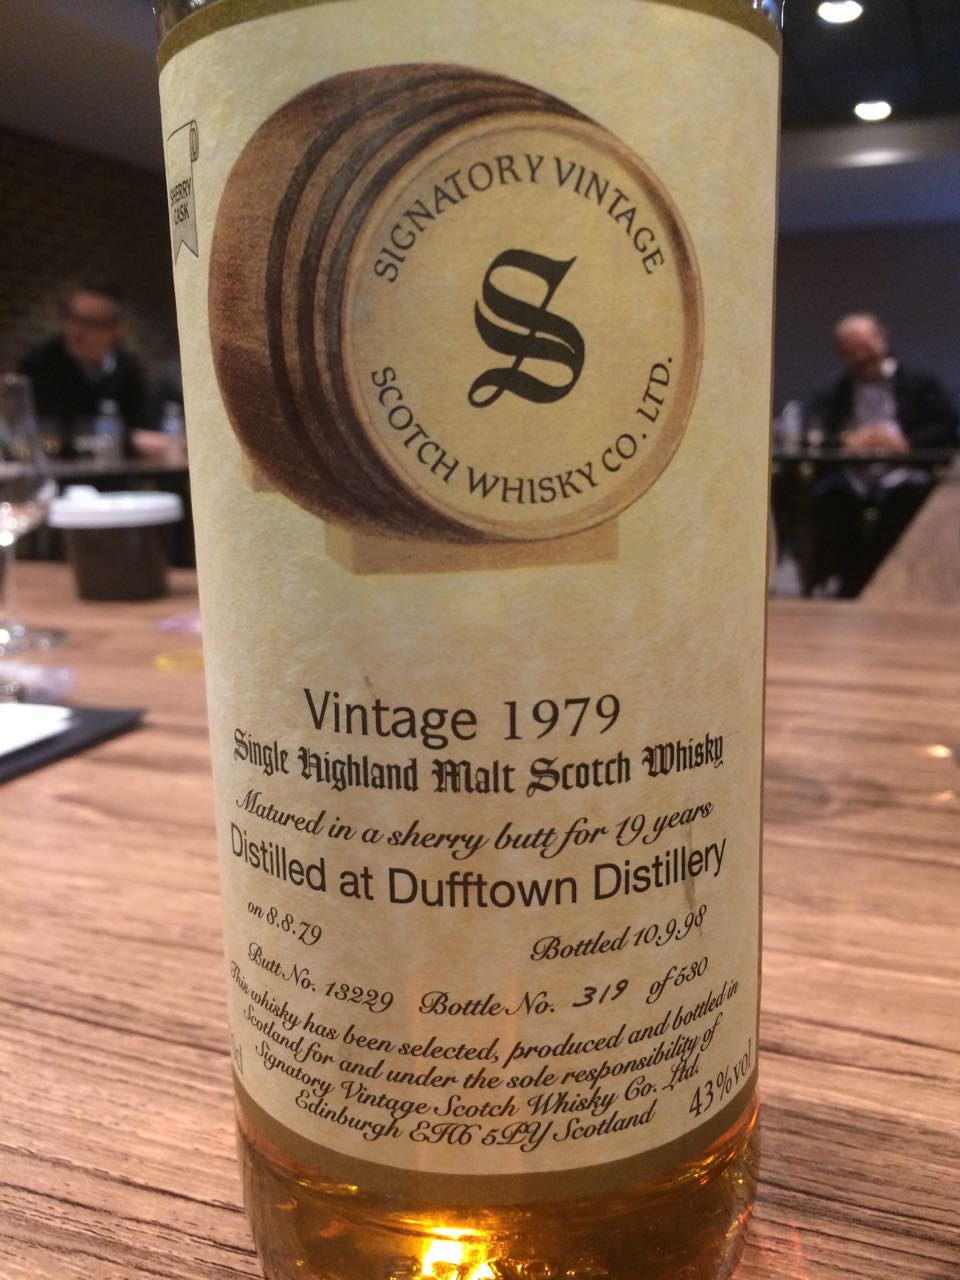 SHERRY
CASK
SIGNATORY VINTAGE
S
SCOTCH WHISKY CO. LTD.
Vintage 1979
Single Highland Malt Scotch Whisky
Matured in a sherry butt for 19 years
Distilled at Dufftown Distillery
on 8.8.79 Bottled 10.9.98
Butt No. 13229 Bottle No. 319 of 530
This whisky has been selected, produced and bottled in
Scotland for and under the sole responsibility of
Signatory Vintage Scotch Whisky Co. Ltd.
Edinburgh EH6 5PY Scotland
43%vol